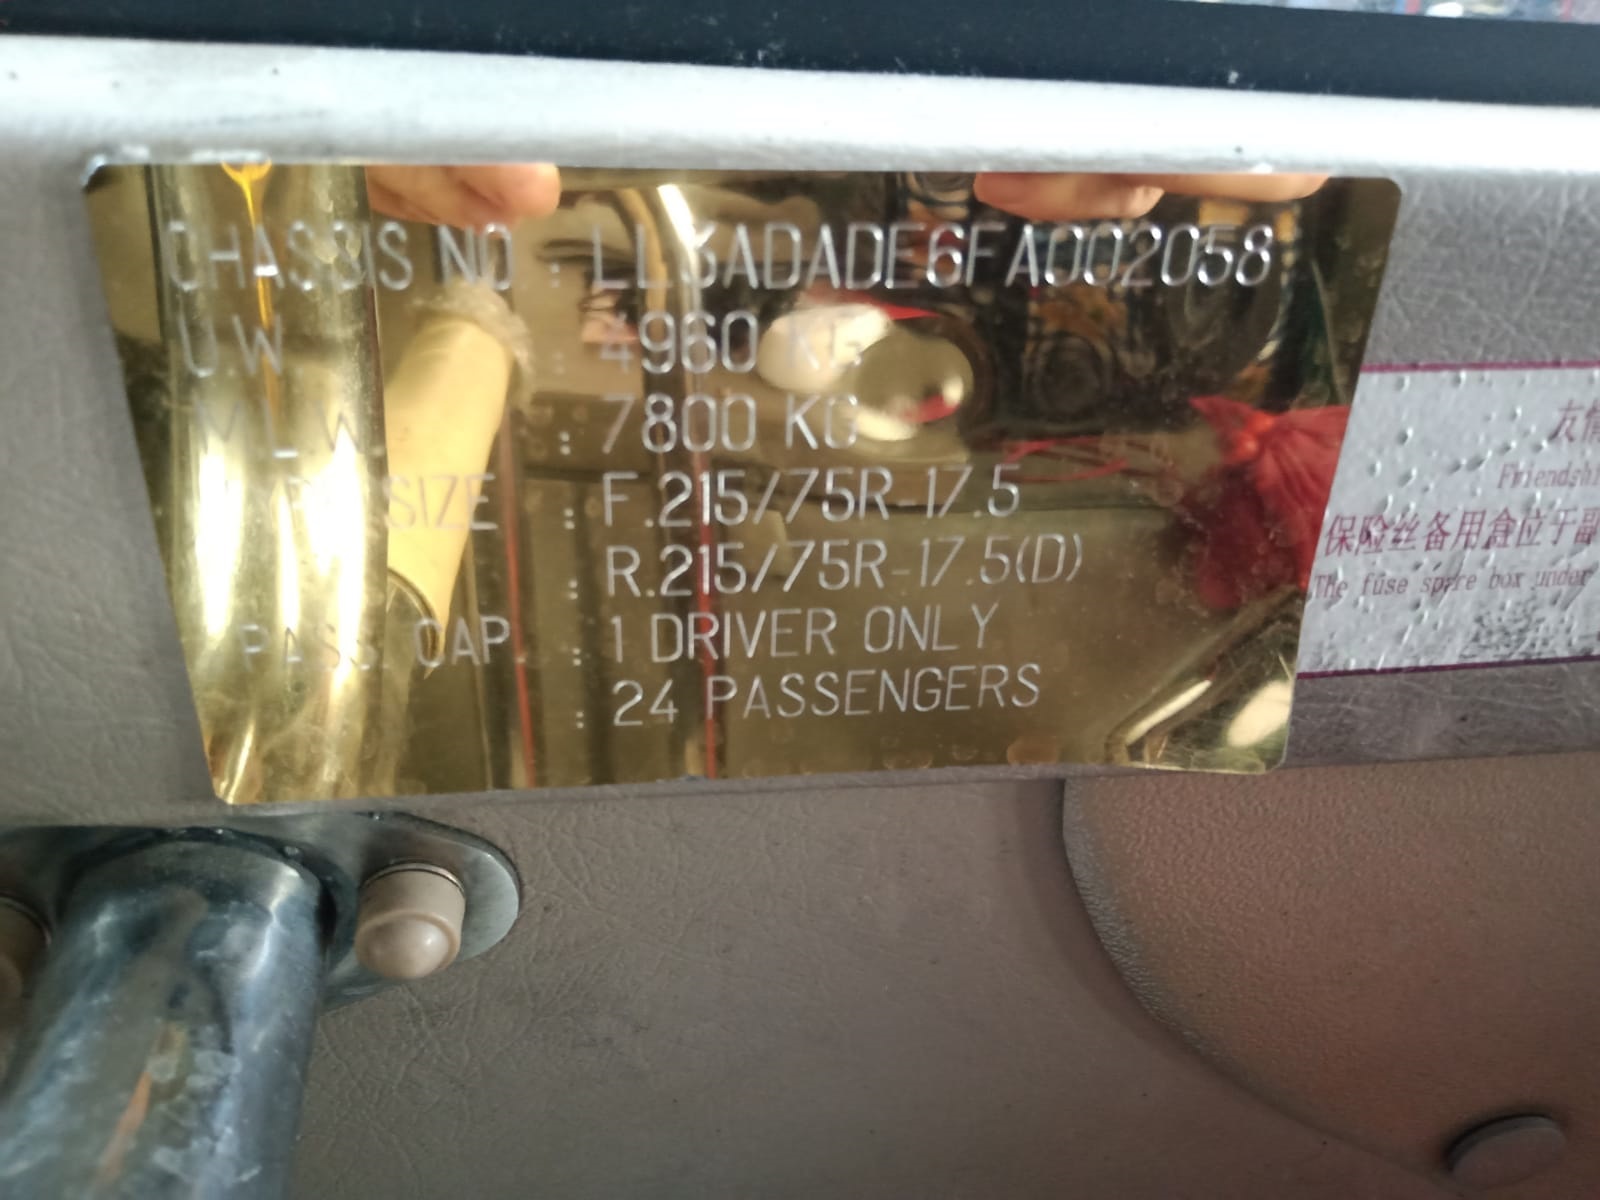 CHASSIS NO. : LL3ADADE6FA002058
U.W : 4960 KG
M.L.W. : 7800 KG
SIZE : F.215/75R-17.5
: R.215/75R-17.5(D)
PASS. CAP. : 1 DRIVER ONLY
: 24 PASSENGERS
友情
Friendshi
保险丝备用盒位于副
The fuse spare box under